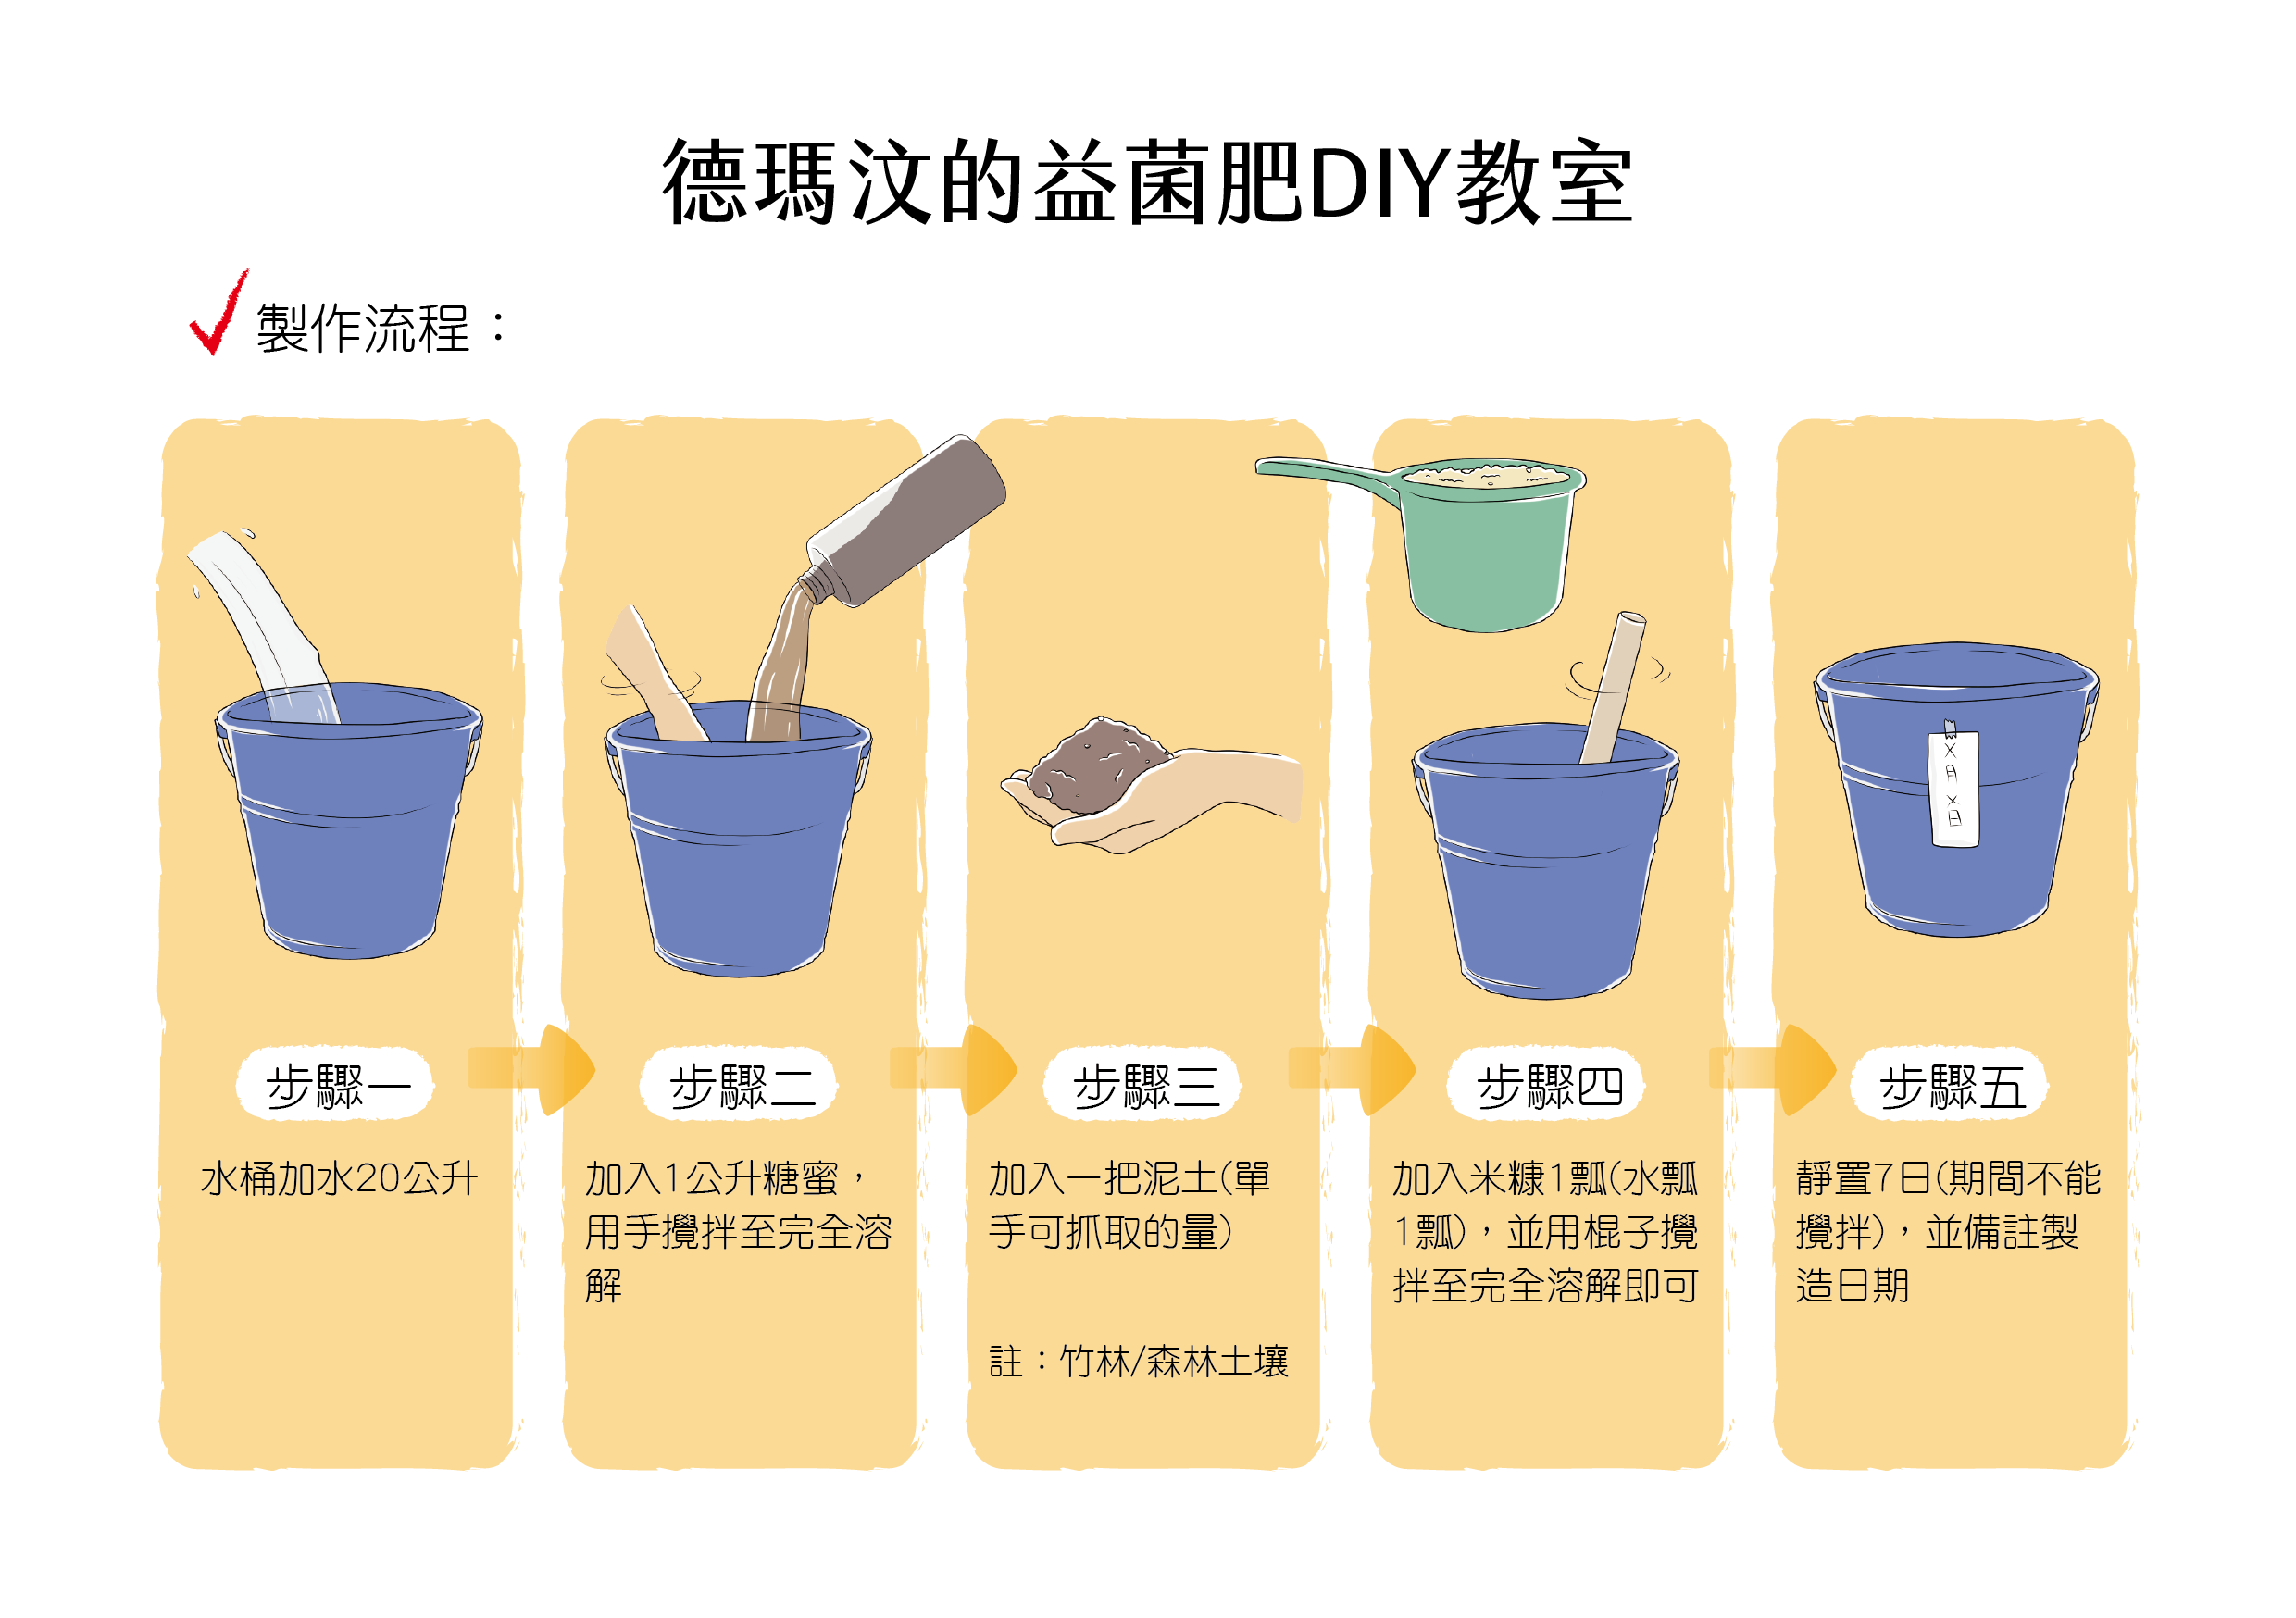 德瑪汶的益菌肥DIY教室
製作流程：
步驟一
水桶加水20公升
步驟二
加入1公升糖蜜，
用手攪拌至完全溶
解
步驟三
加入一把泥土(單
手可抓取的量)
註：竹林/森林土壤
步驟四
加入米糠1瓢(水瓢
1瓢)，並用棍子攪
拌至完全溶解即可
X
月
X
日
步驟五
靜置7日(期間不能
攪拌)，並備註製
造日期